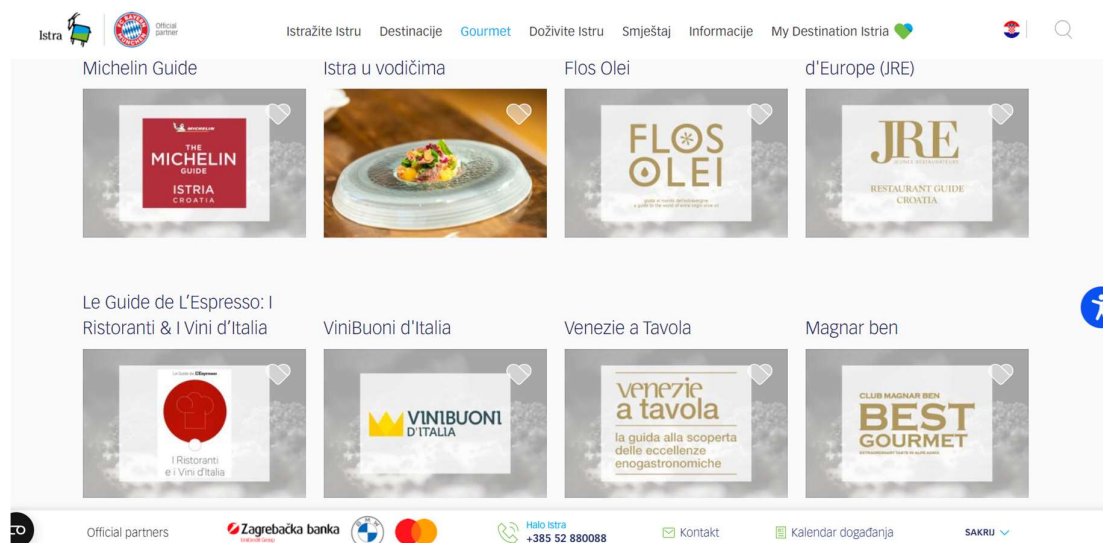 Istra
Official
partner
Istražite Istru
Destinacije
Gourmet
Doživite Istru
Smještaj
Informacije
My Destination Istria
Michelin Guide
Istra u vodičima
Flos Olei
d'Europe (JRE)
MICHELIN
THE
MICHELIN
GUIDE
ISTRIA
CROATIA
FLOS
OLEI
JRE
RESTAURANT GUIDE
CROATIA
Le Guide de L’Espresso: I
Ristoranti & I Vini d’Italia
ViniBuoni d'Italia
Venezie a Tavola
Magnar ben
I Ristoranti
e i Vini d'Italia
VINIBUONI
D'ITALIA
venezie
a tavola
la guida alla scoperta
delle eccellenze
enogastronomiche
CLUB MAGNAR BEN
BEST
GOURMET
Official partners
Zagrebačka banka
UniCredit Group
BMW
Halo Istra
+385 52 880088
Kontakt
Kalendar događanja
SAKRIJ